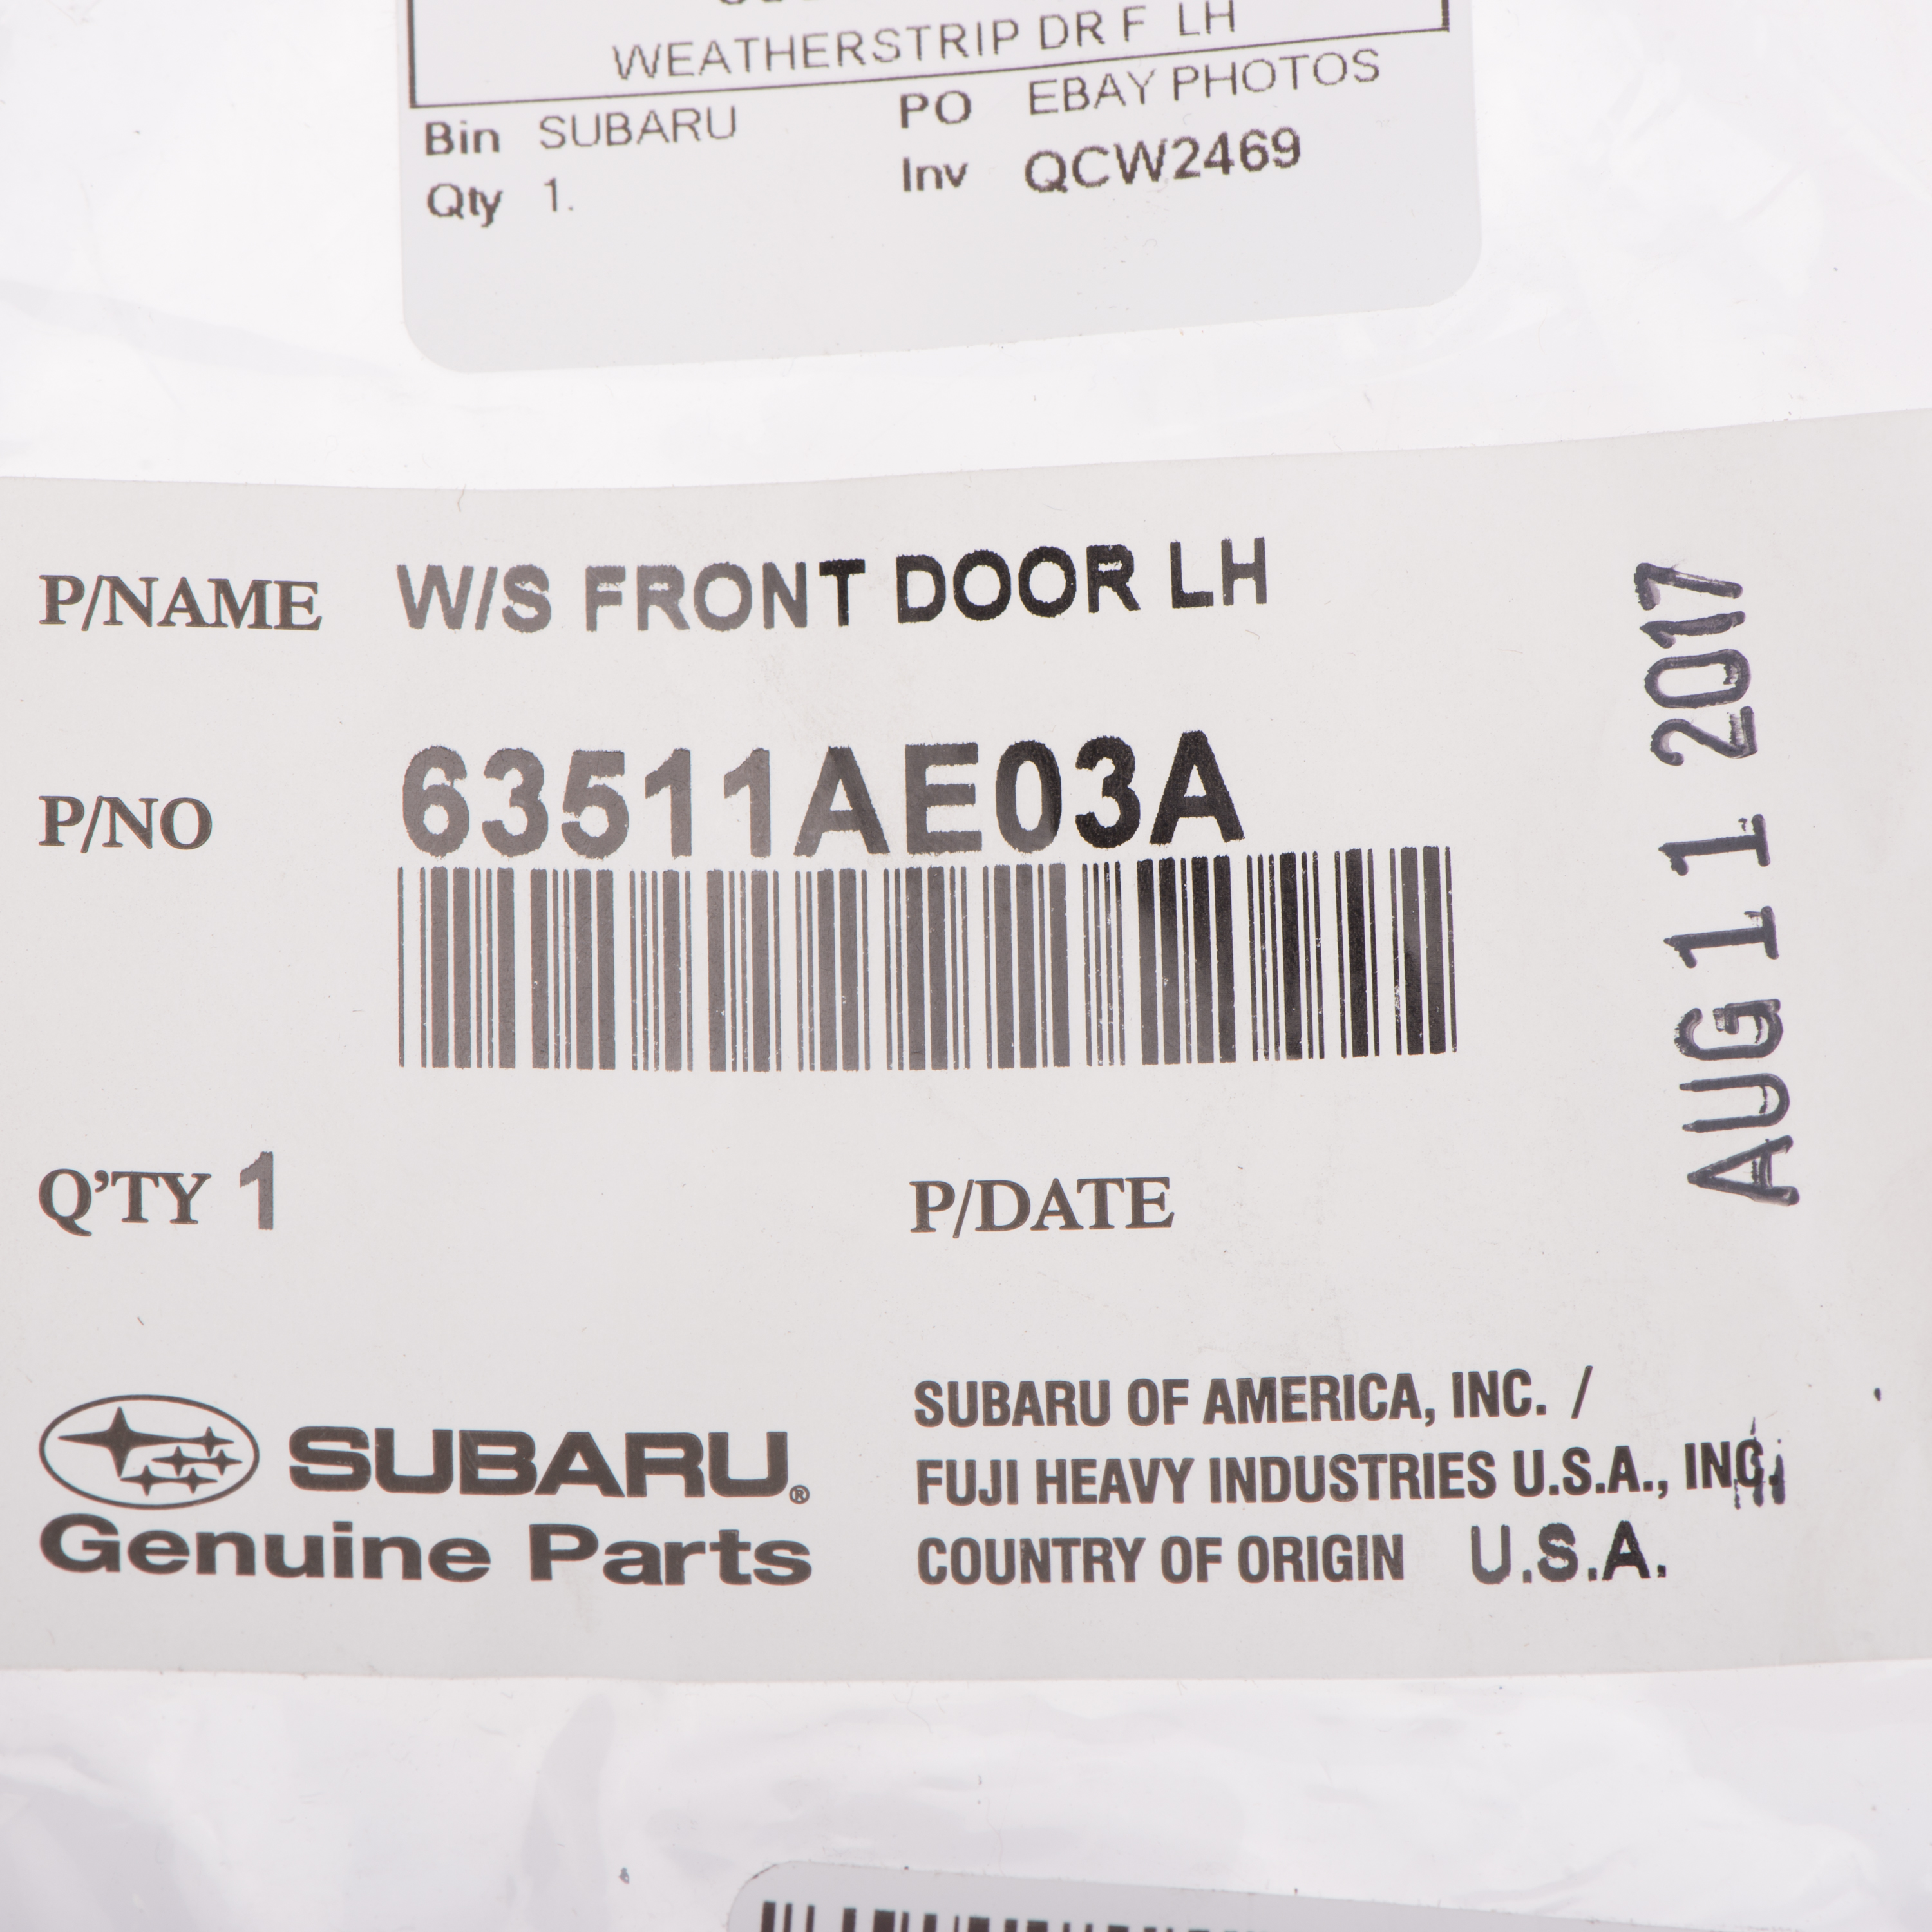 WEATHERSTRIP DR F LH
Bin SUBARU PO EBAY PHOTOS
Qty 1. Inv QCW2469
P/NAME W/S FRONT DOOR LH
P/NO 63511AE03A
AUG 11 2017
Q'TY 1 P/DATE
SUBARU®
Genuine Parts
SUBARU OF AMERICA, INC. /
FUJI HEAVY INDUSTRIES U.S.A., INC.
COUNTRY OF ORIGIN U.S.A.